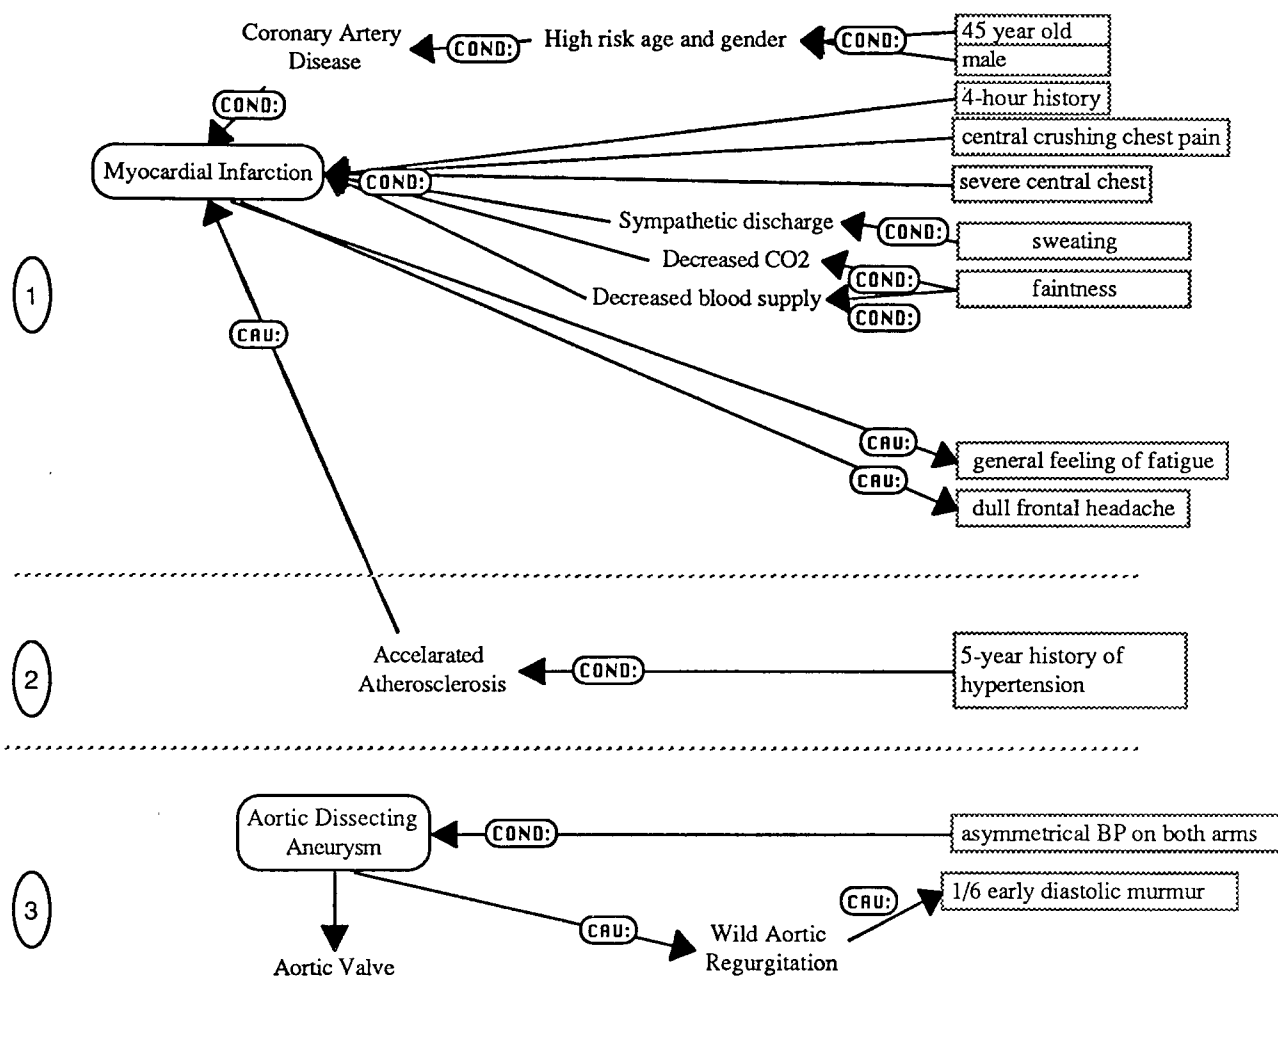 Coronary Artery
Disease
COND:
High risk age and gender
COND:
45 year old
male
COND:
4-hour history
central crushing chest pain
Myocardial Infarction
COND:
severe central chest
Sympathetic discharge
COND:
sweating
Decreased CO2
COND:
faintness
Decreased blood supply
COND:
1
CAU:
CAU:
general feeling of fatigue
CAU:
dull frontal headache
2
Accelarated
Atherosclerosis
COND:
5-year history of
hypertension
3
Aortic Dissecting
Aneurysm
COND:
asymmetrical BP on both arms
CAU:
1/6 early diastolic murmur
CAU:
Wild Aortic
Regurgitation
Aortic Valve